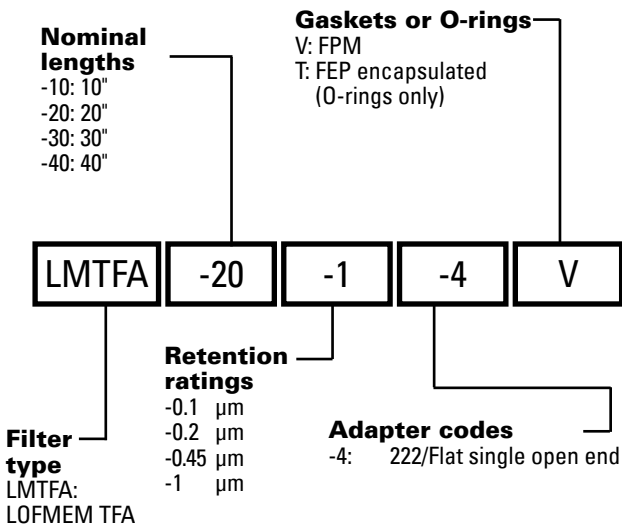 Nominal
lengths
-10: 10"
-20: 20"
-30: 30"
-40: 40"
Gaskets or O-rings
V: FPM
T: FEP encapsulated
(O-rings only)
LMTFA -20 -1 -4 V
Filter
type
LMTFA:
LOFMEM TFA
Retention
ratings
-0.1 µm
-0.2 µm
-0.45 µm
-1 µm
Adapter codes
-4: 222/Flat single open end